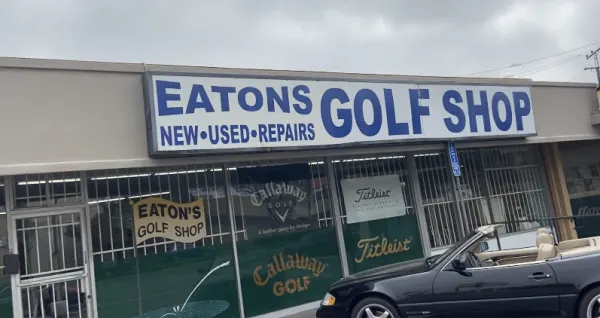 EATONS
NEW•USED•REPAIRS
GOLF SHOP
EATON'S
GOLF SHOP
Callaway
GOLF
Titleist
Callaway
GOLF
Titleist